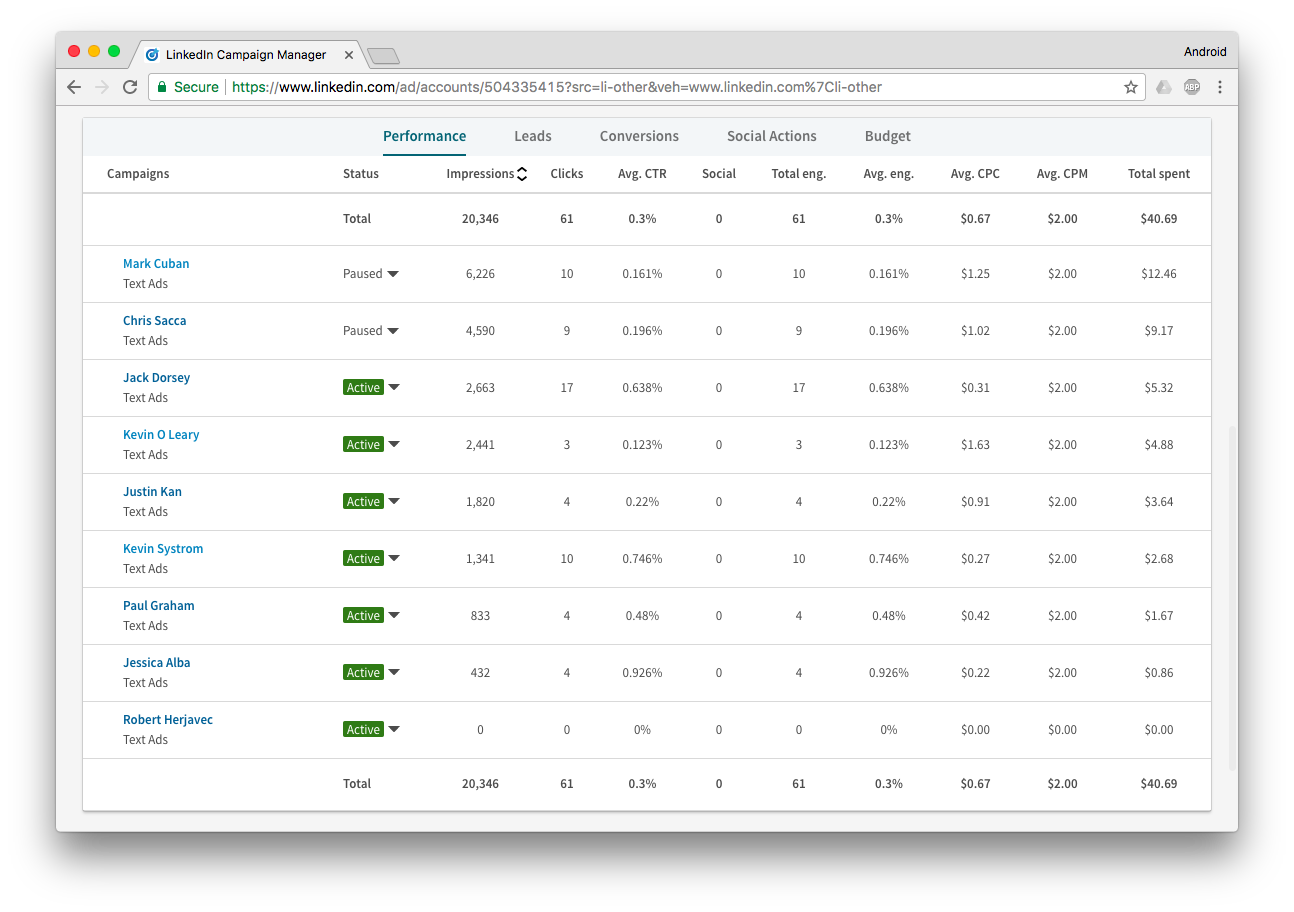 LinkedIn Campaign Manager
Android
Secure https://www.linkedin.com/ad/accounts/504335415?src=li-other&veh=www.linkedin.com%7Cli-other
ABP
Performance Leads Conversions Social Actions Budget
Campaigns Status Impressions Clicks Avg. CTR Social Total eng. Avg. eng. Avg. CPC Avg. CPM Total spent
Total 20,346 61 0.3% 0 61 0.3% $0.67 $2.00 $40.69
Mark Cuban
Text Ads
Paused 6,226 10 0.161% 0 10 0.161% $1.25 $2.00 $12.46
Chris Sacca
Text Ads
Paused 4,590 9 0.196% 0 9 0.196% $1.02 $2.00 $9.17
Jack Dorsey
Text Ads
Active 2,663 17 0.638% 0 17 0.638% $0.31 $2.00 $5.32
Kevin O Leary
Text Ads
Active 2,441 3 0.123% 0 3 0.123% $1.63 $2.00 $4.88
Justin Kan
Text Ads
Active 1,820 4 0.22% 0 4 0.22% $0.91 $2.00 $3.64
Kevin Systrom
Text Ads
Active 1,341 10 0.746% 0 10 0.746% $0.27 $2.00 $2.68
Paul Graham
Text Ads
Active 833 4 0.48% 0 4 0.48% $0.42 $2.00 $1.67
Jessica Alba
Text Ads
Active 432 4 0.926% 0 4 0.926% $0.22 $2.00 $0.86
Robert Herjavec
Text Ads
Active 0 0 0% 0 0 0% $0.00 $0.00 $0.00
Total 20,346 61 0.3% 0 61 0.3% $0.67 $2.00 $40.69